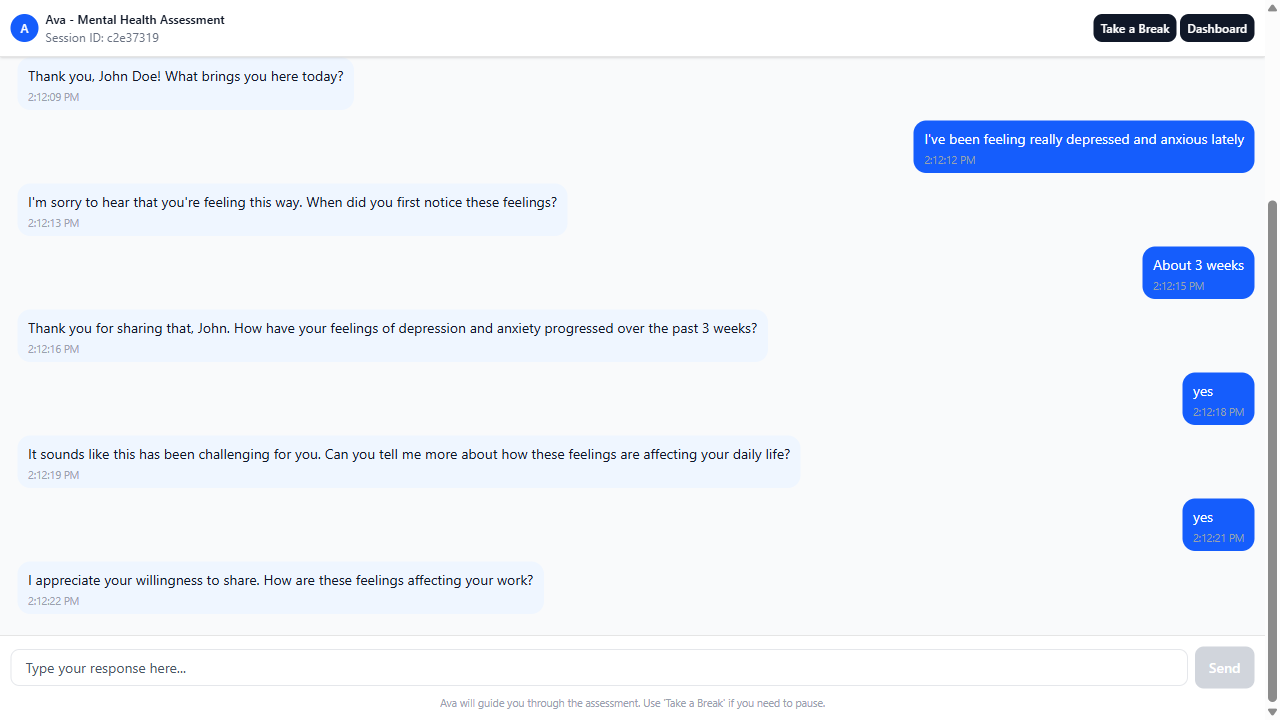 A
Ava - Mental Health Assessment
Session ID: c2e37319
Take a Break
Dashboard
Thank you, John Doe! What brings you here today?
2:12:09 PM
I've been feeling really depressed and anxious lately
2:12:12 PM
I'm sorry to hear that you're feeling this way. When did you first notice these feelings?
2:12:13 PM
About 3 weeks
2:12:15 PM
Thank you for sharing that, John. How have your feelings of depression and anxiety progressed over the past 3 weeks?
2:12:16 PM
yes
2:12:18 PM
It sounds like this has been challenging for you. Can you tell me more about how these feelings are affecting your daily life?
2:12:19 PM
yes
2:12:21 PM
I appreciate your willingness to share. How are these feelings affecting your work?
2:12:22 PM
Type your response here...
Send
Ava will guide you through the assessment. Use 'Take a Break' if you need to pause.